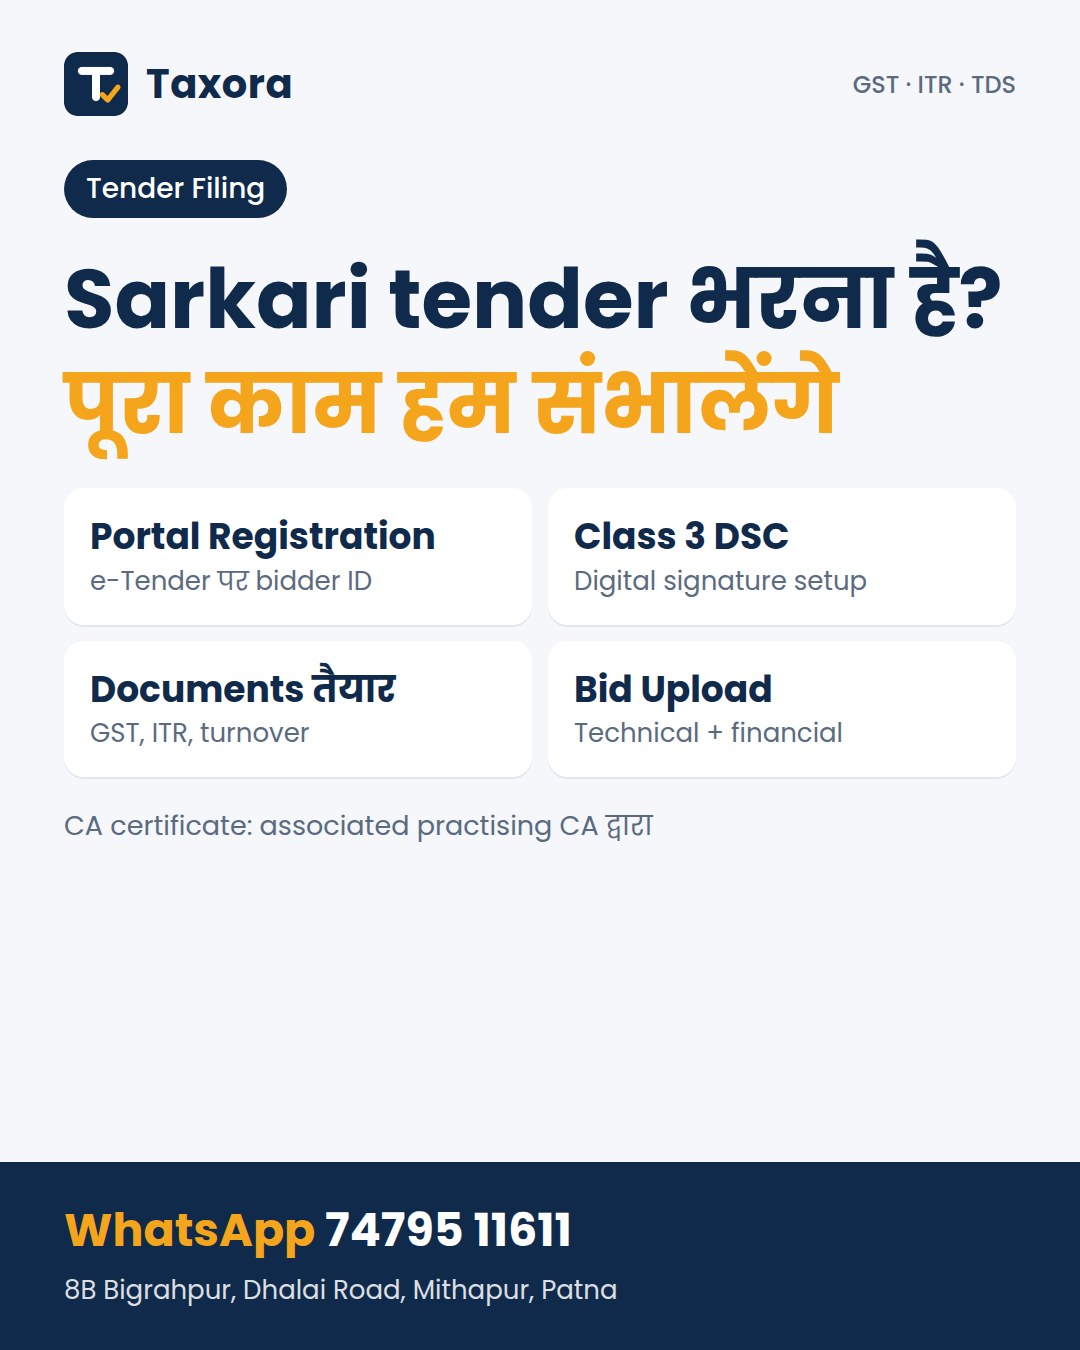 Taxora
GST · ITR · TDS
Tender Filing
Sarkari tender भरना है?
पूरा काम हम संभालेंगे
Portal Registration
e-Tender पर bidder ID
Class 3 DSC
Digital signature setup
Documents तैयार
GST, ITR, turnover
Bid Upload
Technical + financial
CA certificate: associated practising CA द्वारा
WhatsApp 74795 11611
8B Bigrahpur, Dhalai Road, Mithapur, Patna